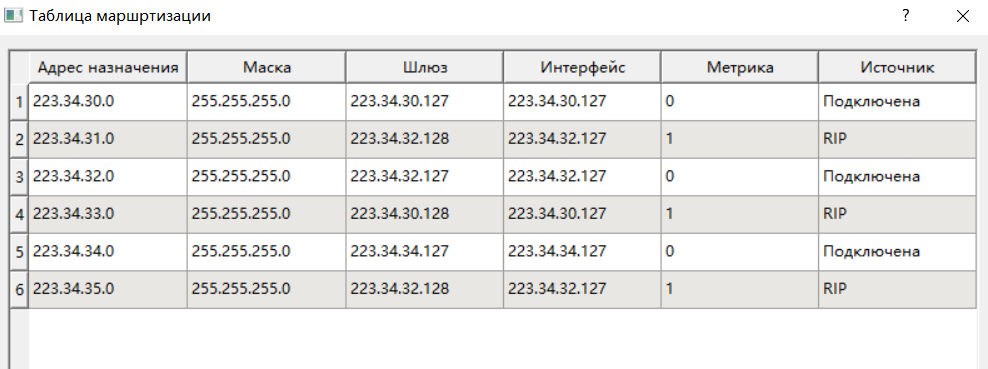 Таблица маршртизации
?
Адрес назначения Маска Шлюз Интерфейс Метрика Источник
1 223.34.30.0 255.255.255.0 223.34.30.127 223.34.30.127 0 Подключена
2 223.34.31.0 255.255.255.0 223.34.32.128 223.34.32.127 1 RIP
3 223.34.32.0 255.255.255.0 223.34.32.127 223.34.32.127 0 Подключена
4 223.34.33.0 255.255.255.0 223.34.30.128 223.34.30.127 1 RIP
5 223.34.34.0 255.255.255.0 223.34.34.127 223.34.34.127 0 Подключена
6 223.34.35.0 255.255.255.0 223.34.32.128 223.34.32.127 1 RIP